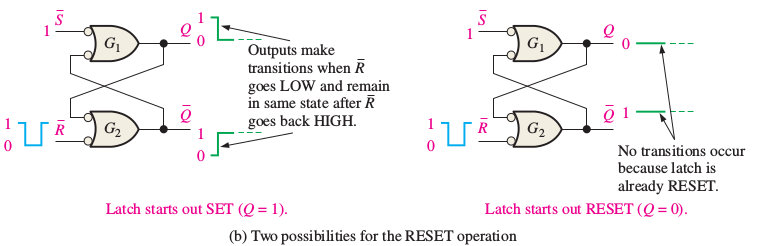 S̄
1
G₁
Q
1
0
Outputs make
transitions when R̄
goes LOW and remain
in same state after R̄
goes back HIGH.
1
0
R̄
G₂
Q̄
1
0
Latch starts out SET (Q = 1).
S̄
1
G₁
Q
0
1
0
R̄
G₂
Q̄
1
No transitions occur
because latch is
already RESET.
Latch starts out RESET (Q = 0).
(b) Two possibilities for the RESET operation